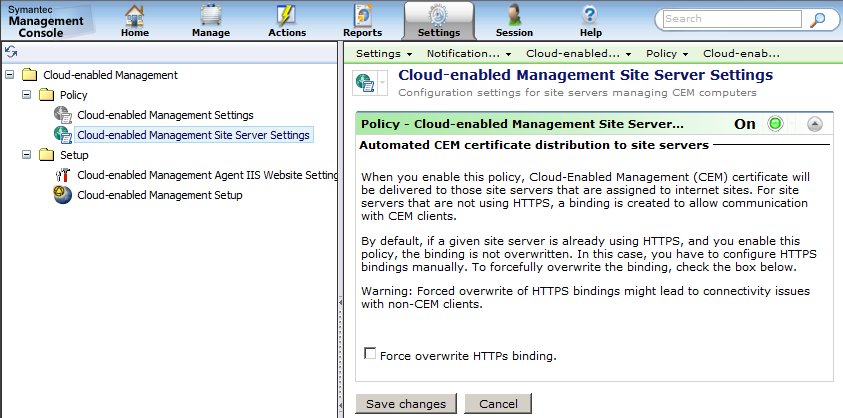 Symantec
Management
Console
Home
Manage
Actions
Reports
Settings
Session
Help
Search
Cloud-enabled Management
Policy
Cloud-enabled Management Settings
Cloud-enabled Management Site Server Settings
Setup
Cloud-enabled Management Agent IIS Website Setting
Cloud-enabled Management Setup
Settings Notification... Cloud-enabled... Policy Cloud-enab...
Cloud-enabled Management Site Server Settings
Configuration settings for site servers managing CEM computers
Policy - Cloud-enabled Management Site Server... On
Automated CEM certificate distribution to site servers
When you enable this policy, Cloud-Enabled Management (CEM) certificate will
be delivered to those site servers that are assigned to internet sites. For site
servers that are not using HTTPS, a binding is created to allow communication
with CEM clients.
By default, if a given site server is already using HTTPS, and you enable this
policy, the binding is not overwritten. In this case, you have to configure HTTPS
bindings manually. To forcefully overwrite the binding, check the box below.
Warning: Forced overwrite of HTTPS bindings might lead to connectivity issues
with non-CEM clients.
Force overwrite HTTPs binding.
Save changes Cancel